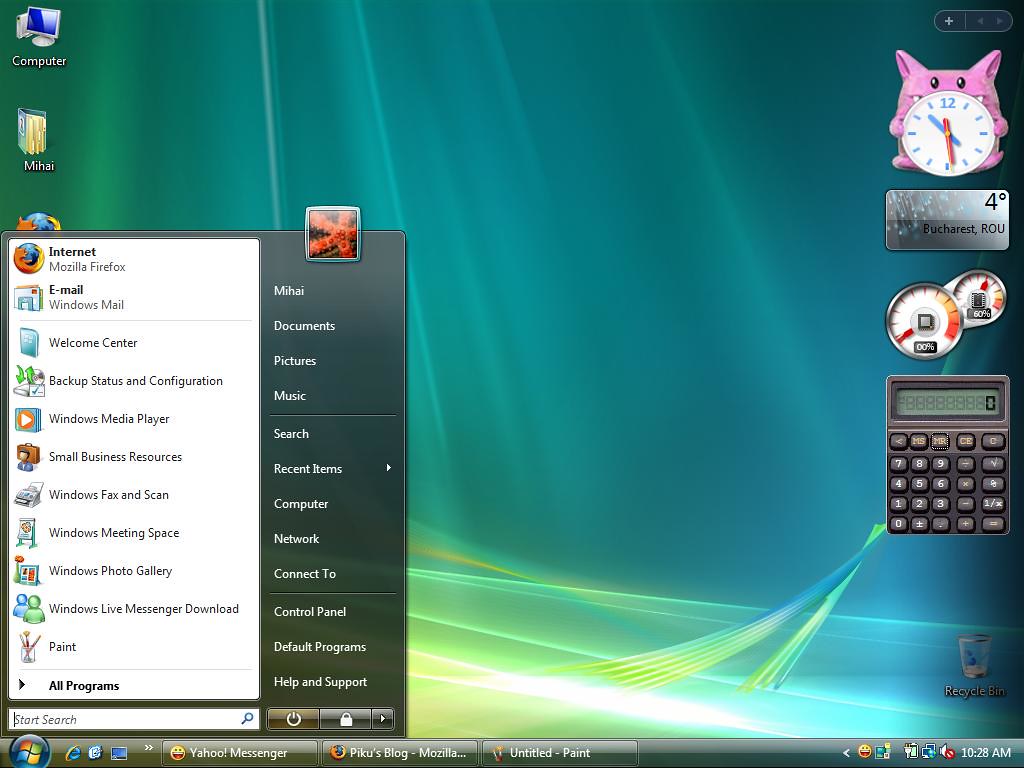 Computer
Mihai
12
4°
Bucharest, ROU
60%
00%
0
< MS MR CE C
7 8 9 ÷ √
4 5 6 × %
1 2 3 − 1/x
0 ± . + =
Recycle Bin
Internet
Mozilla Firefox
E-mail
Windows Mail
Welcome Center
Backup Status and Configuration
Windows Media Player
Small Business Resources
Windows Fax and Scan
Windows Meeting Space
Windows Photo Gallery
Windows Live Messenger Download
Paint
All Programs
Start Search
Mihai
Documents
Pictures
Music
Search
Recent Items
Computer
Network
Connect To
Control Panel
Default Programs
Help and Support
Yahoo! Messenger
Piku's Blog - Mozilla...
Untitled - Paint
10:28 AM